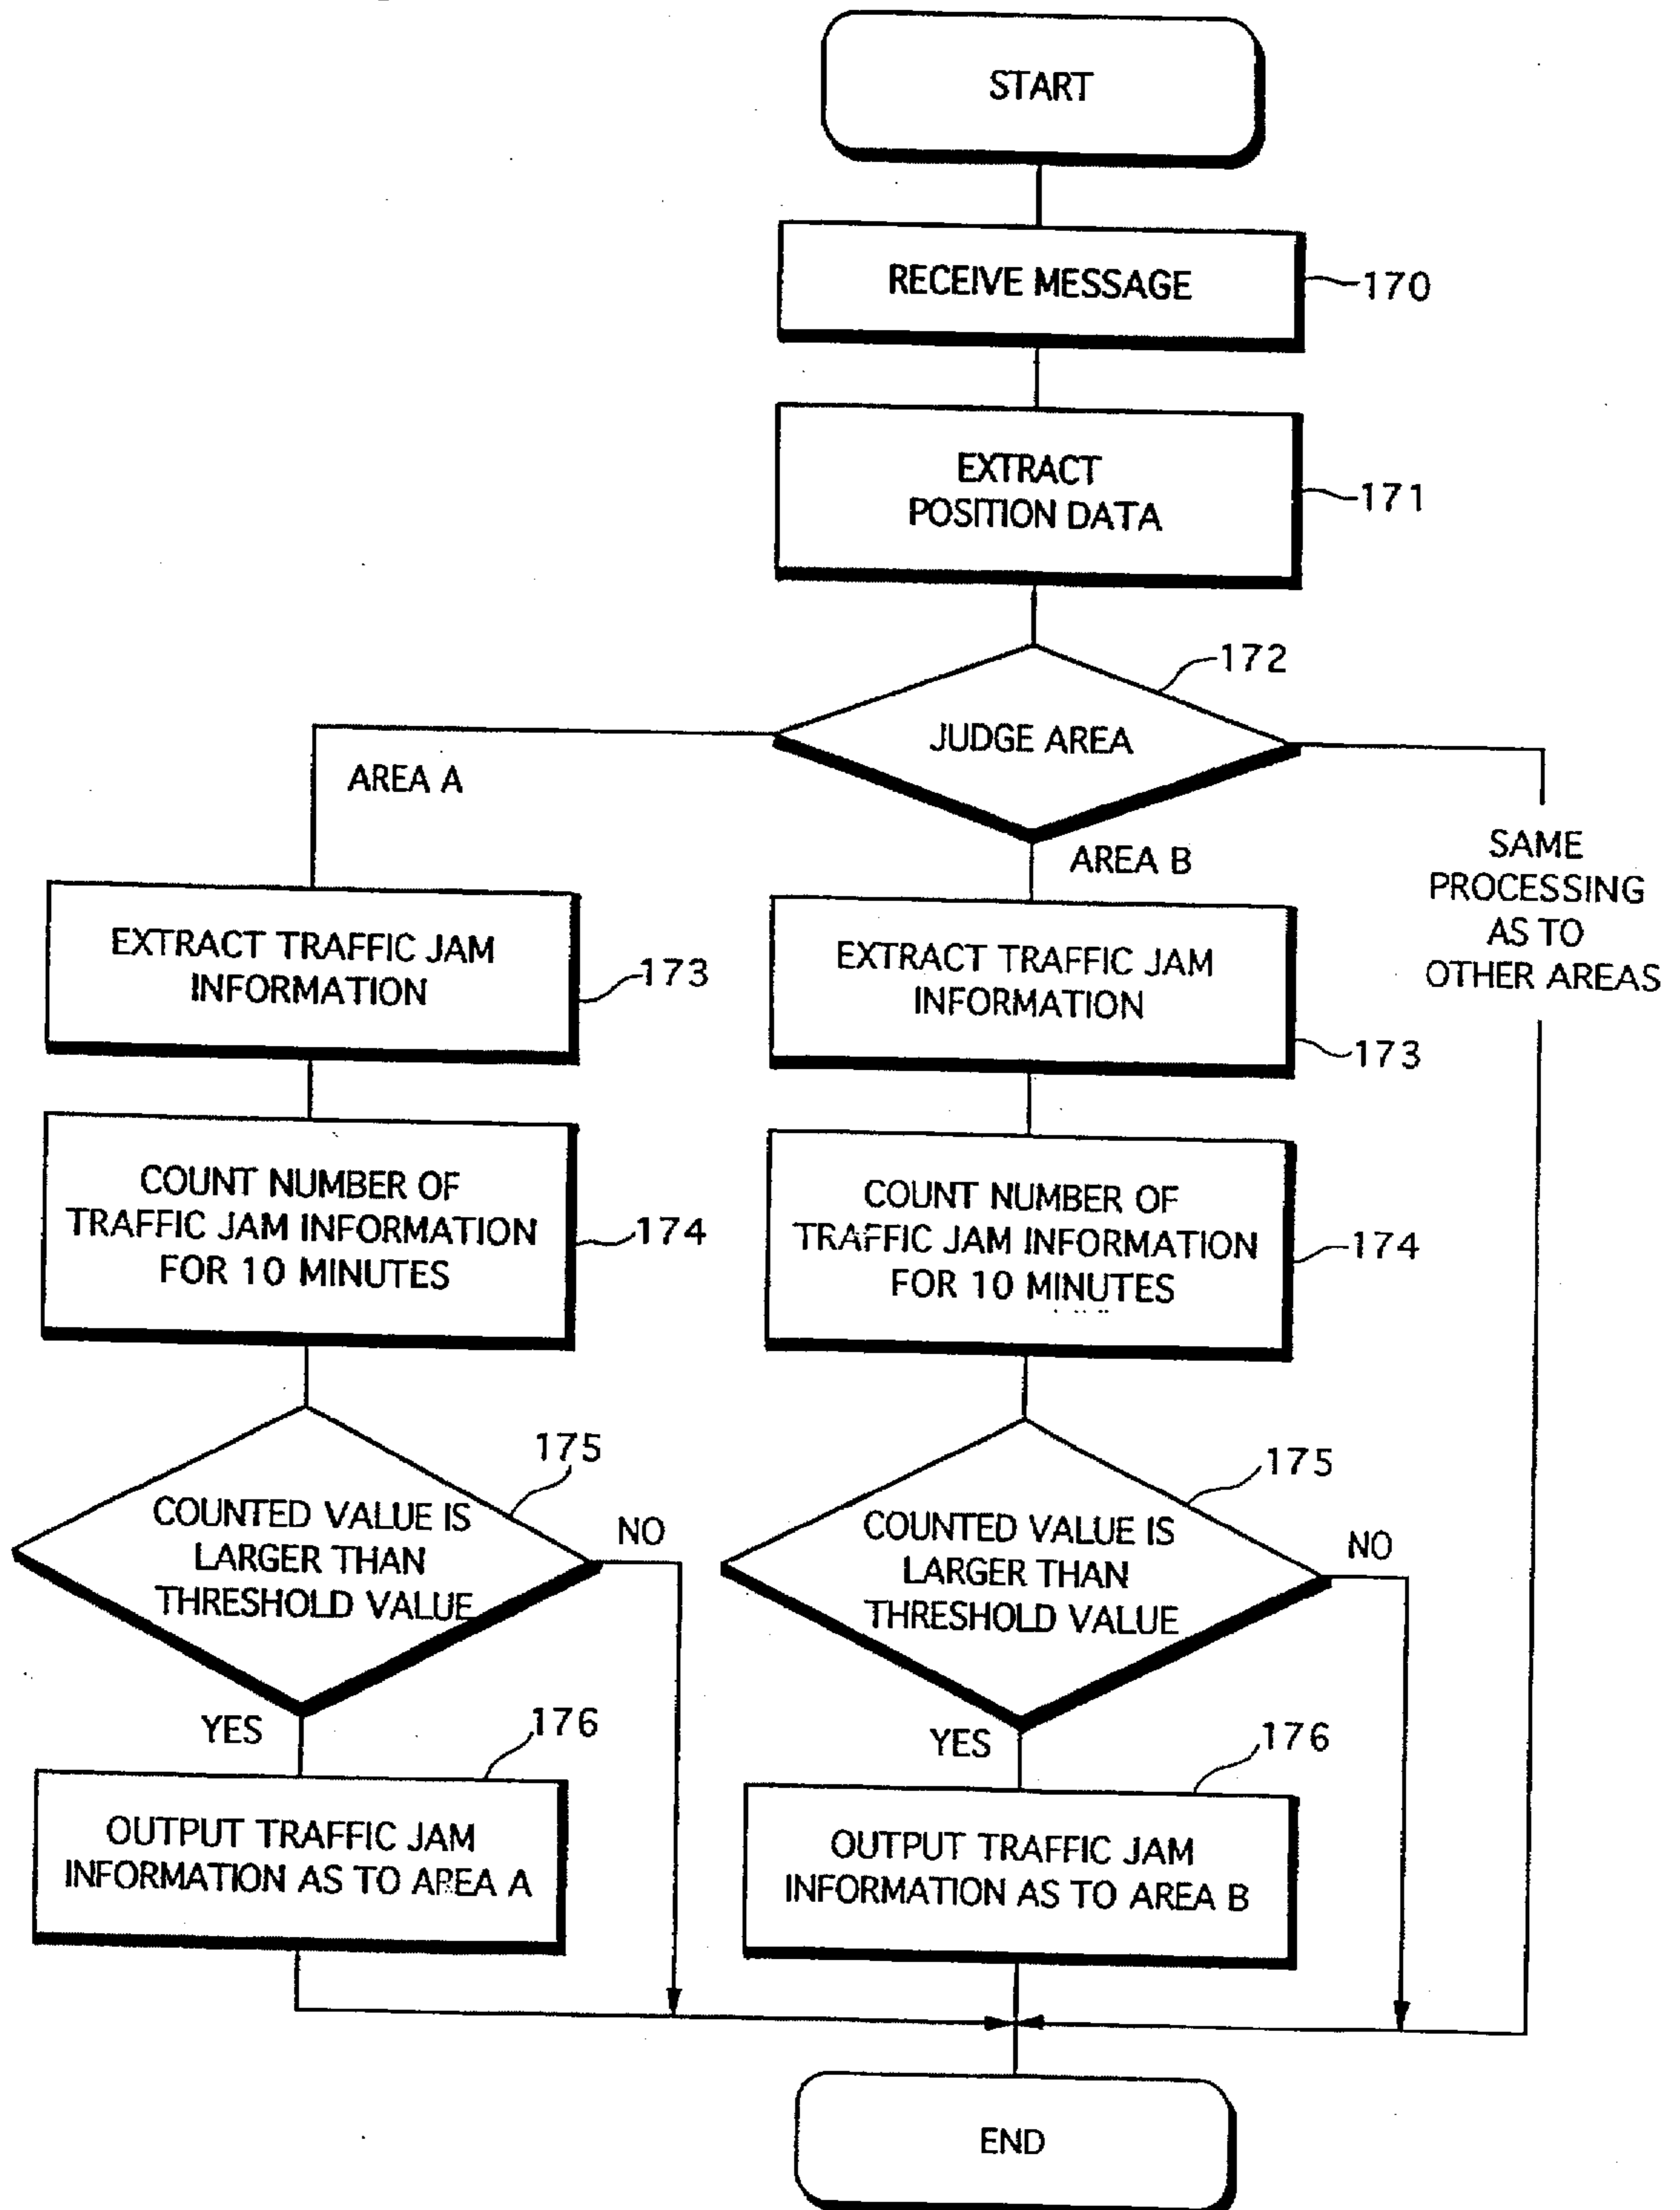 START
RECEIVE MESSAGE
170
EXTRACT
POSITION DATA
171
172
JUDGE AREA
AREA A
AREA B
SAME
PROCESSING
AS TO
OTHER AREAS
EXTRACT TRAFFIC JAM
INFORMATION
173
EXTRACT TRAFFIC JAM
INFORMATION
173
COUNT NUMBER OF
TRAFFIC JAM INFORMATION
FOR 10 MINUTES
174
COUNT NUMBER OF
TRAFFIC JAM INFORMATION
FOR 10 MINUTES
174
175
COUNTED VALUE IS
LARGER THAN
THRESHOLD VALUE
NO
YES
175
COUNTED VALUE IS
LARGER THAN
THRESHOLD VALUE
NO
YES
176
OUTPUT TRAFFIC JAM
INFORMATION AS TO AREA A
176
OUTPUT TRAFFIC JAM
INFORMATION AS TO AREA B
END